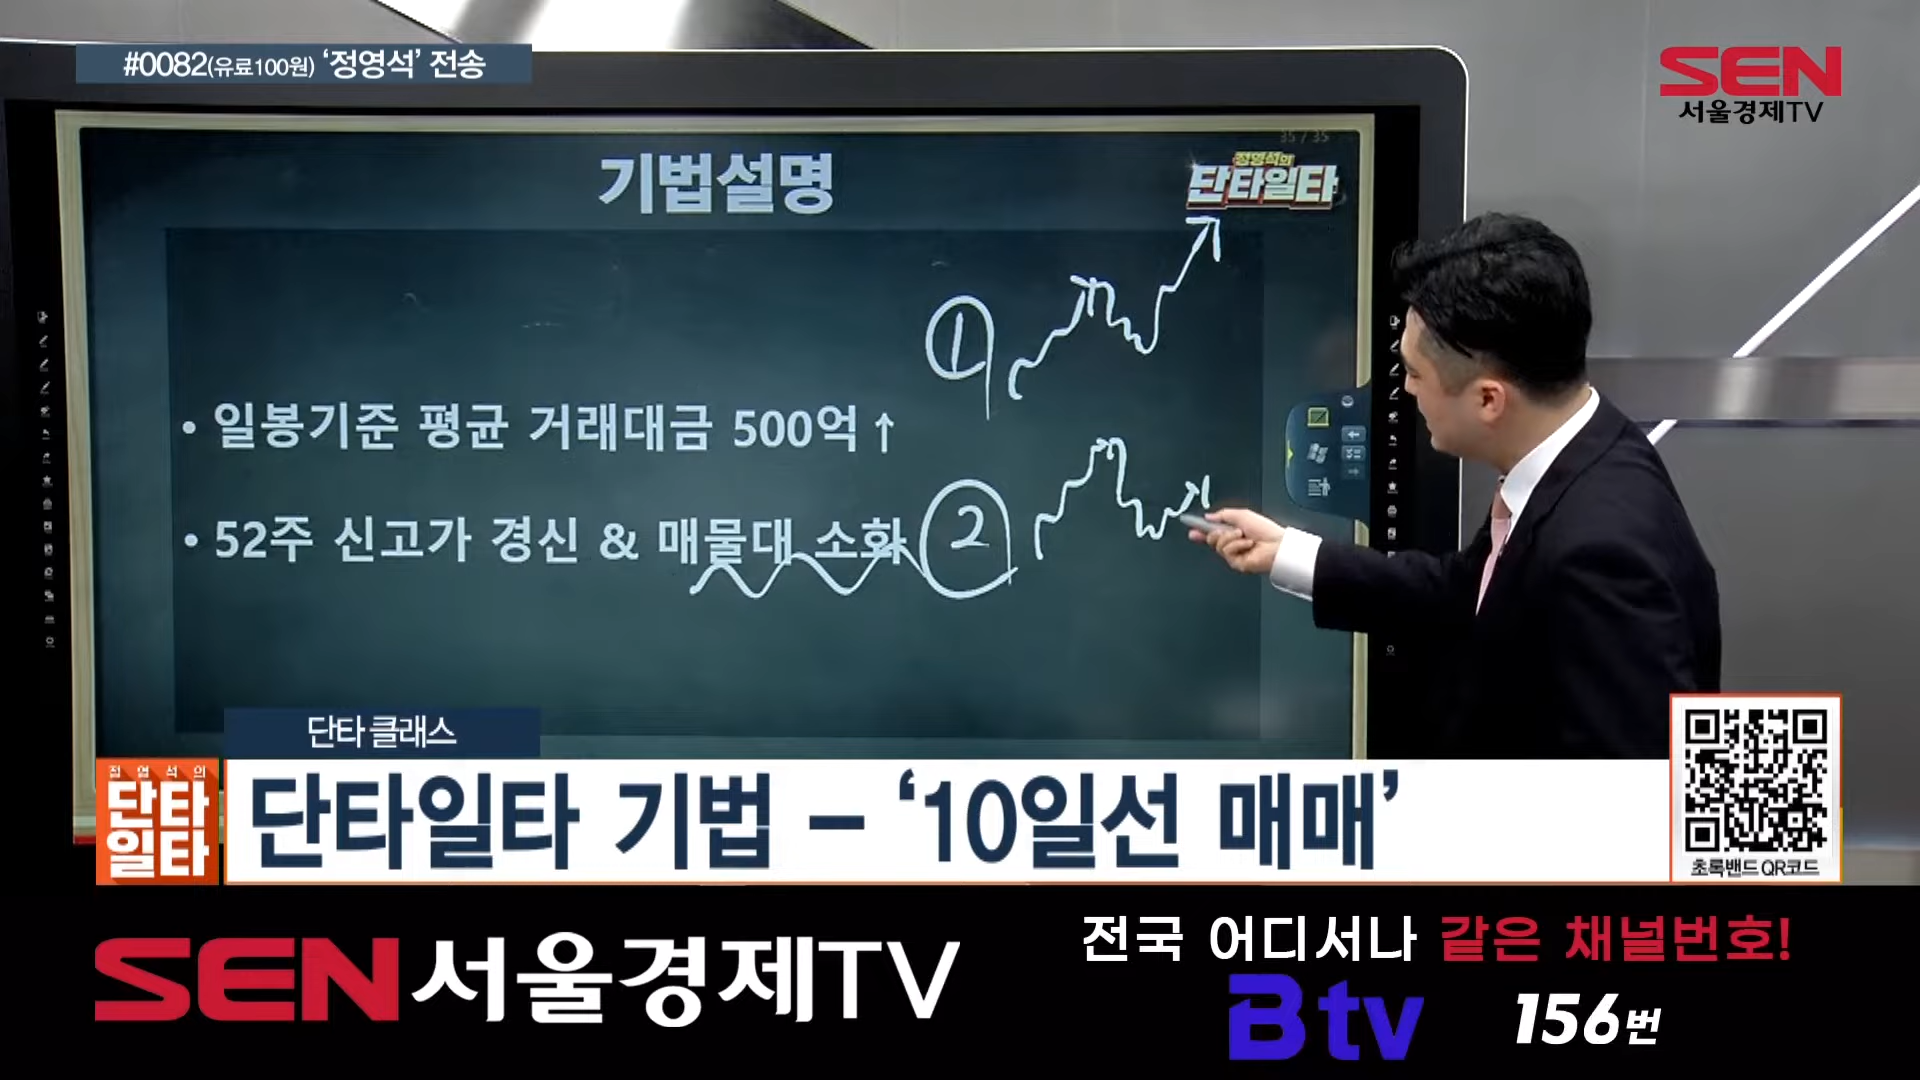 #0082(유료100원) ‘정영석’ 전송
SEN
서울경제TV
35 / 35
기법설명
정영석의
단타일타
①
• 일봉기준 평균 거래대금 500억↑
• 52주 신고가 경신 & 매물대 소화
②
단타 클래스
정영석의
단타
일타
단타일타 기법 – ‘10일선 매매’
초록밴드 QR코드
SEN서울경제TV
전국 어디서나 같은 채널번호!
B tv
156번